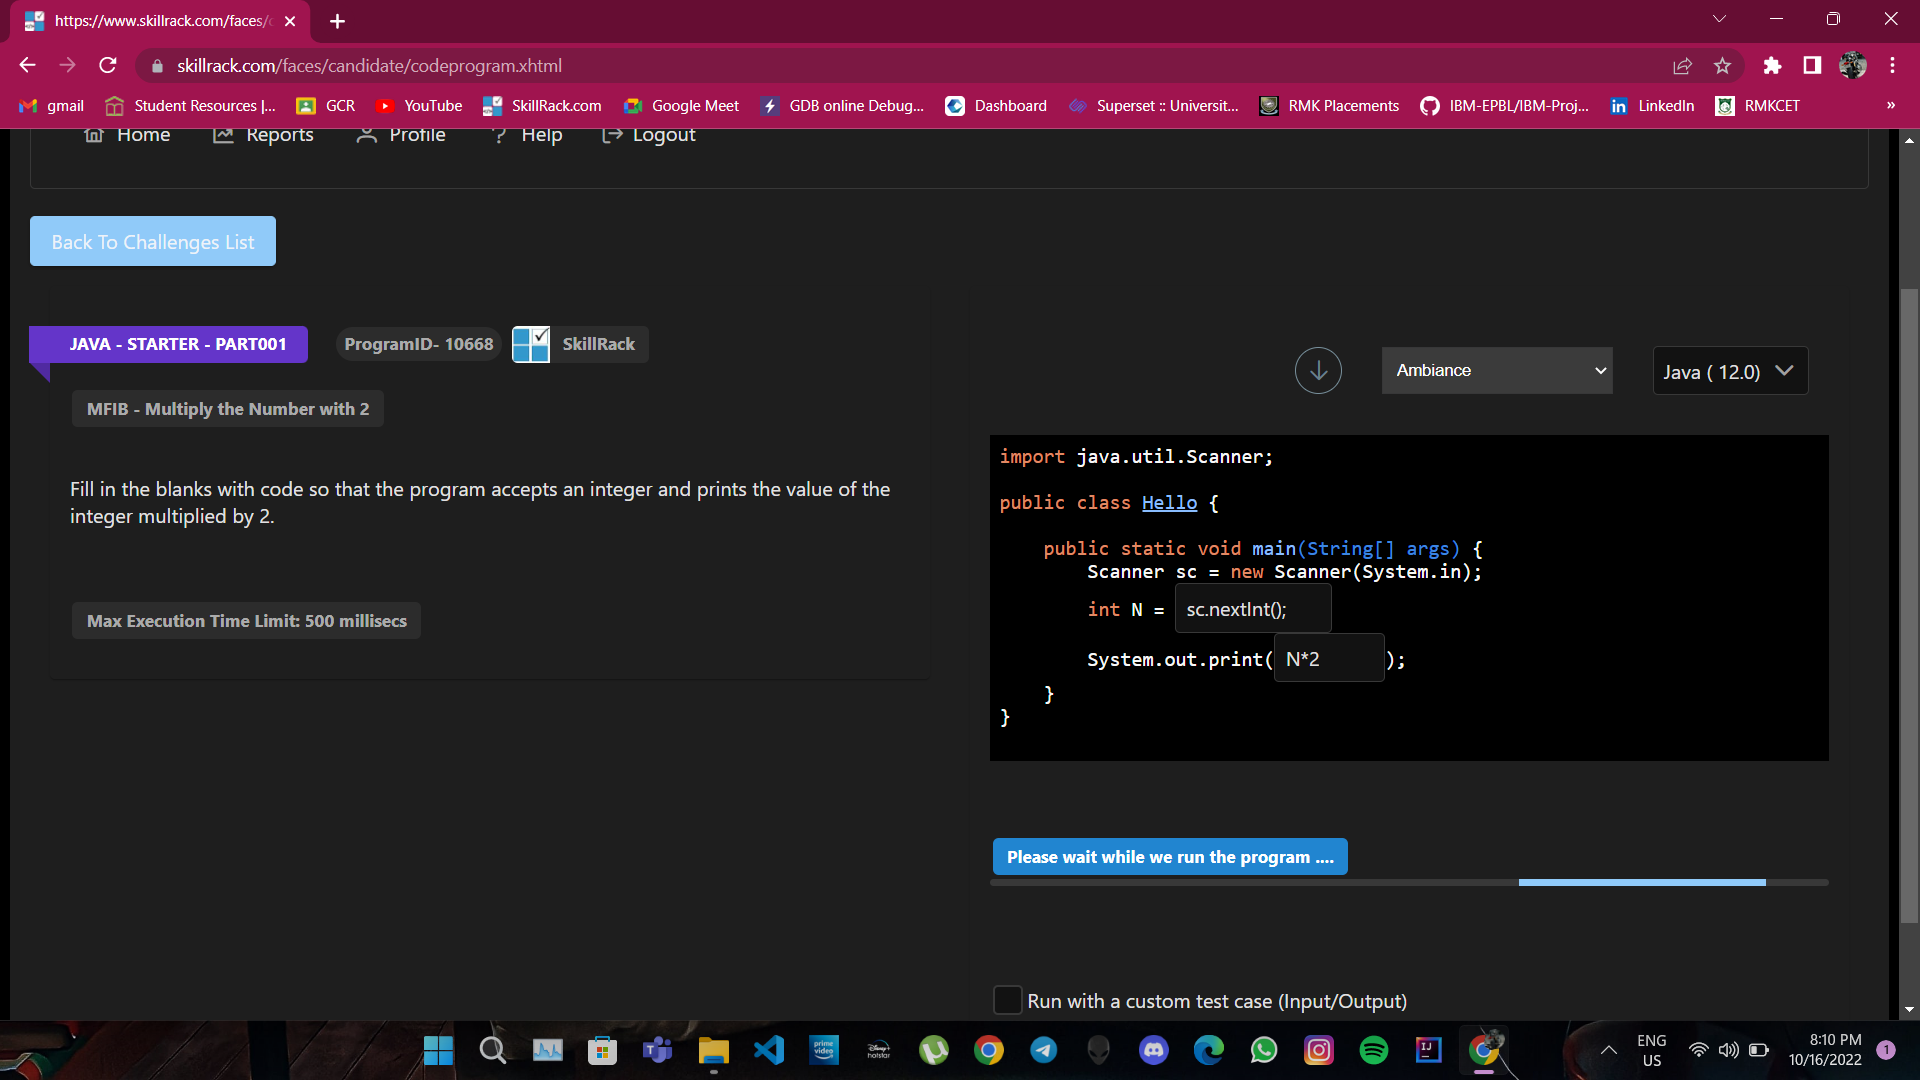 https://www.skillrack.com/faces/c
skillrack.com/faces/candidate/codeprogram.xhtml
gmail
Student Resources |...
GCR
YouTube
SkillRack.com
Google Meet
GDB online Debug...
Dashboard
Superset :: Universit...
RMK Placements
IBM-EPBL/IBM-Proj...
LinkedIn
RMKCET
»
Home
Reports
Profile
Help
Logout
Back To Challenges List
JAVA - STARTER - PART001
ProgramID- 10668
SkillRack
MFIB - Multiply the Number with 2
Fill in the blanks with code so that the program accepts an integer and prints the value of the
integer multiplied by 2.
Max Execution Time Limit: 500 millisecs
Ambiance
Java ( 12.0)
import java.util.Scanner;
public class Hello {
public static void main(String[] args) {
Scanner sc = new Scanner(System.in);
int N = sc.nextInt();
System.out.print( N*2 );
}
}
Please wait while we run the program ....
Run with a custom test case (Input/Output)
prime video
Disney+ hotstar
IJ
ENG
US
8:10 PM
10/16/2022
1